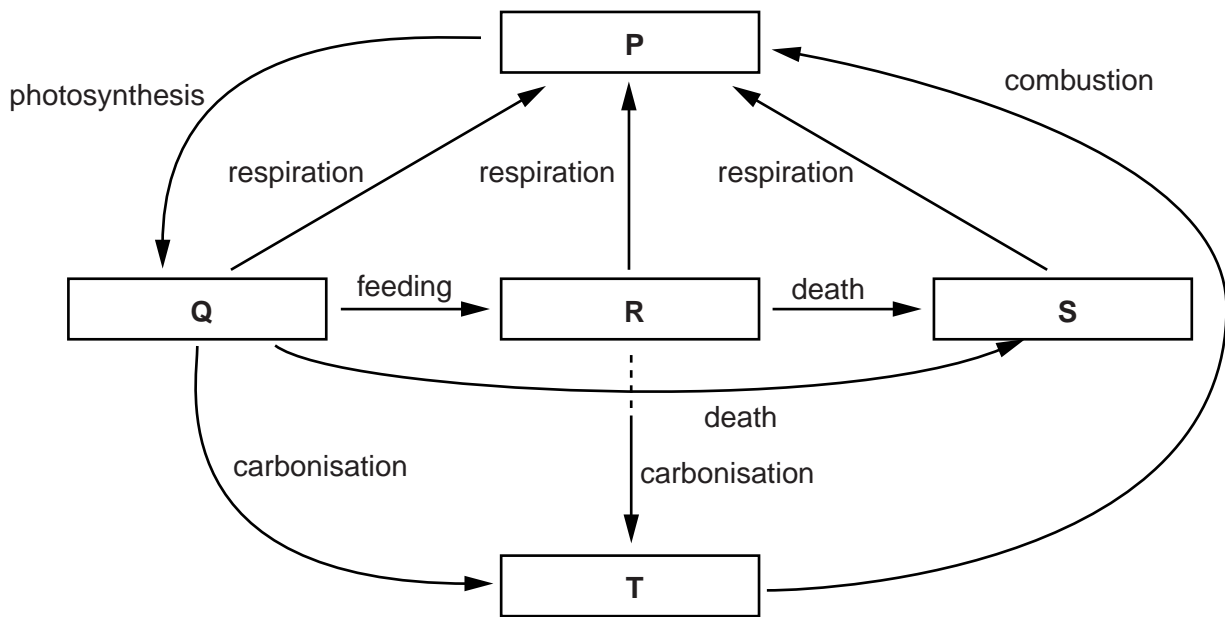 P
combustion
photosynthesis
respiration
respiration
respiration
feeding
death
Q
R
S
death
carbonisation
carbonisation
T